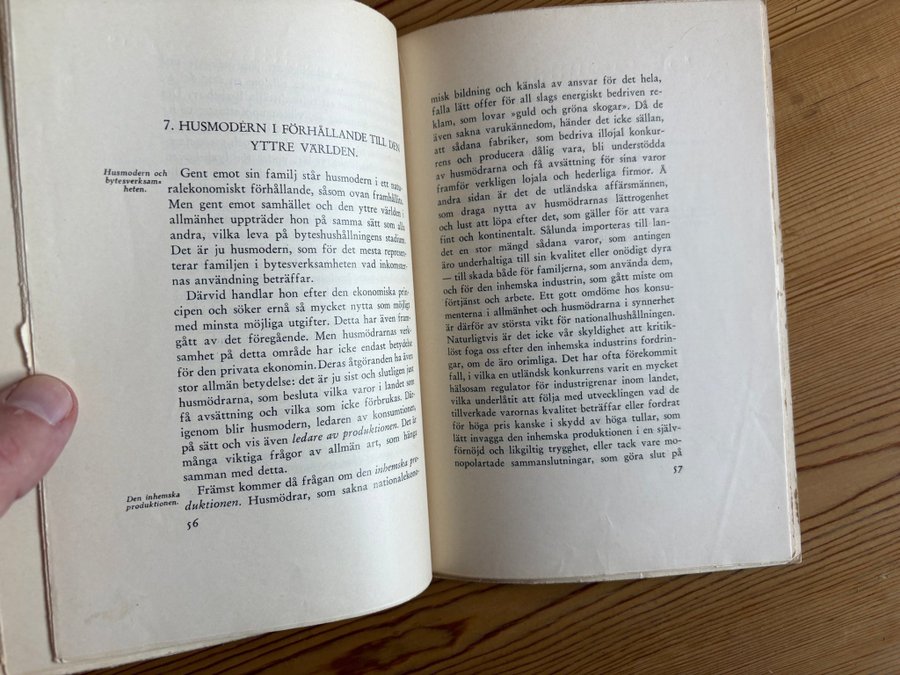 7. HUSMODERN I FÖRHÅLLANDE TILL DEN
YTTRE VÄRLDEN.
Husmodern och
bytesverksam-
heten.
Gent emot sin familj står husmodern i ett natu-
ralekonomiskt förhållande, såsom ovan framhållits.
Men gent emot samhället och den yttre världen i
allmänhet uppträder hon på samma sätt som alla
andra, vilka leva på byteshushållningens stadium.
Det är ju husmodern, som för det mesta represen-
terar familjen i bytesverksamheten vad inkomster-
nas användning beträffar.
Därvid handlar hon efter den ekonomiska prin-
cipen och söker ernå så mycket nytta som möjligt
med minsta möjliga utgifter. Detta har även fram-
gått av det föregående. Men husmödrarnas verk-
samhet på detta område har icke endast betydelse
för den privata ekonomin. Deras åtgöranden ha även
stor allmän betydelse: det är ju sist och slutligen just
husmödrarna, som besluta vilka varor i landet som
få avsättning och vilka som icke förbrukas. Där-
igenom blir husmodern, ledaren av konsumtionen,
på sätt och vis även ledare av produktionen. Det är
många viktiga frågor av allmän art, som hänga
samman med detta.
Den inhemska
produktionen.
Främst kommer då frågan om den inhemska pro-
duktionen. Husmödrar, som sakna nationalekono-
56
misk bildning och känsla av ansvar för det hela,
falla lätt offer för all slags energiskt bedriven re-
klam, som lovar »guld och gröna skogar». Då de
även sakna varukännedom, händer det icke sällan,
att sådana fabriker, som bedriva illojal konkur-
rens och producera dålig vara, bli understödda
av husmödrarna och få avsättning för sina varor
framför verkligen lojala och hederliga firmor. Å
andra sidan är det de utländska affärsmännen,
som draga nytta av husmödrarnas lättrogenhet
och lust att löpa efter det, som gäller för att vara
fint och kontinentalt. Sålunda importeras till lan-
det en stor mängd sådana varor, som antingen
äro underhaltiga till sin kvalitet eller onödigt dyra
— till skada både för familjerna, som använda dem,
och för den inhemska industrin, som gått miste om
förtjänst och arbete. Ett gott omdöme hos konsu-
menterna i allmänhet och husmödrarna i synnerhet
är därför av största vikt för nationalhushållningen.
Naturligtvis är det icke vår skyldighet att kritik-
löst foga oss efter den inhemska industrins fordrin-
gar, om de äro orimliga. Det har ofta förekommit
fall, i vilka en utländsk konkurrens varit en mycket
hälsosam regulator för industrigrenar inom landet,
vilka underlåtit att följa med utvecklingen vad de
tillverkade varornas kvalitet beträffar eller fordrat
för höga pris kanske i skydd av höga tullar, som
lätt invagga den inhemska produktionen i en själv-
förnöjd och likgiltig trygghet, eller tack vare mo-
nopolartade sammanslutningar, som göra slut på
57